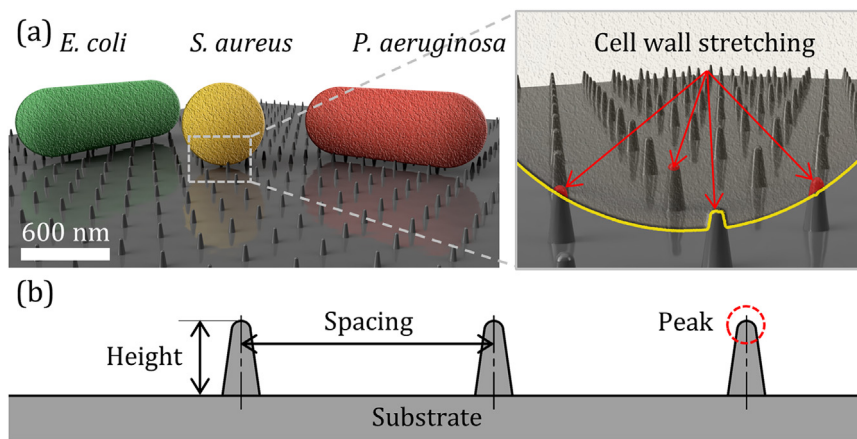 (a)
E. coli
S. aureus
P. aeruginosa
Cell wall stretching
600 nm
(b)
Spacing
Peak
Height
Substrate